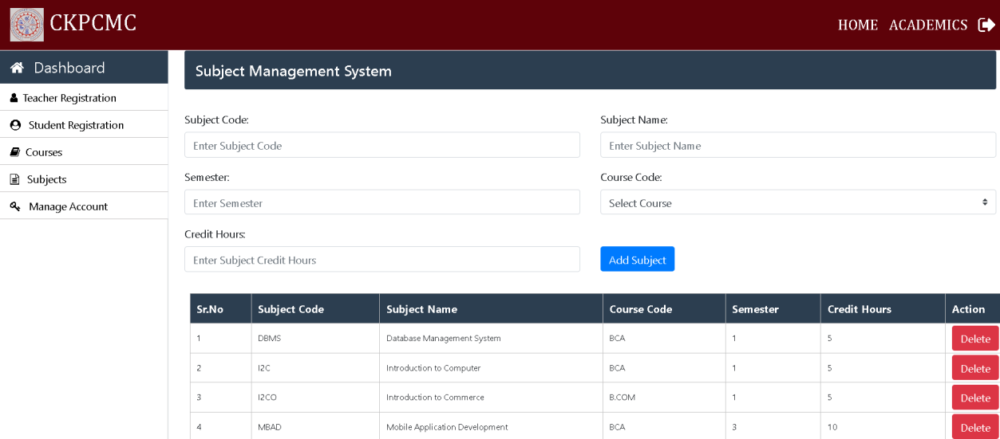 CKPCMC
HOME ACADEMICS
Dashboard
Teacher Registration
Student Registration
Courses
Subjects
Manage Account
Subject Management System
Subject Code: Subject Name:
Enter Subject Code Enter Subject Name
Semester: Course Code:
Enter Semester Select Course
Credit Hours:
Enter Subject Credit Hours Add Subject
Sr.No Subject Code Subject Name Course Code Semester Credit Hours Action
1 DBMS Database Management System BCA 1 5 Delete
2 I2C Introduction to Computer BCA 1 5 Delete
3 I2CO Introduction to Commerce B.COM 1 5 Delete
4 MBAD Mobile Application Development BCA 3 10 Delete